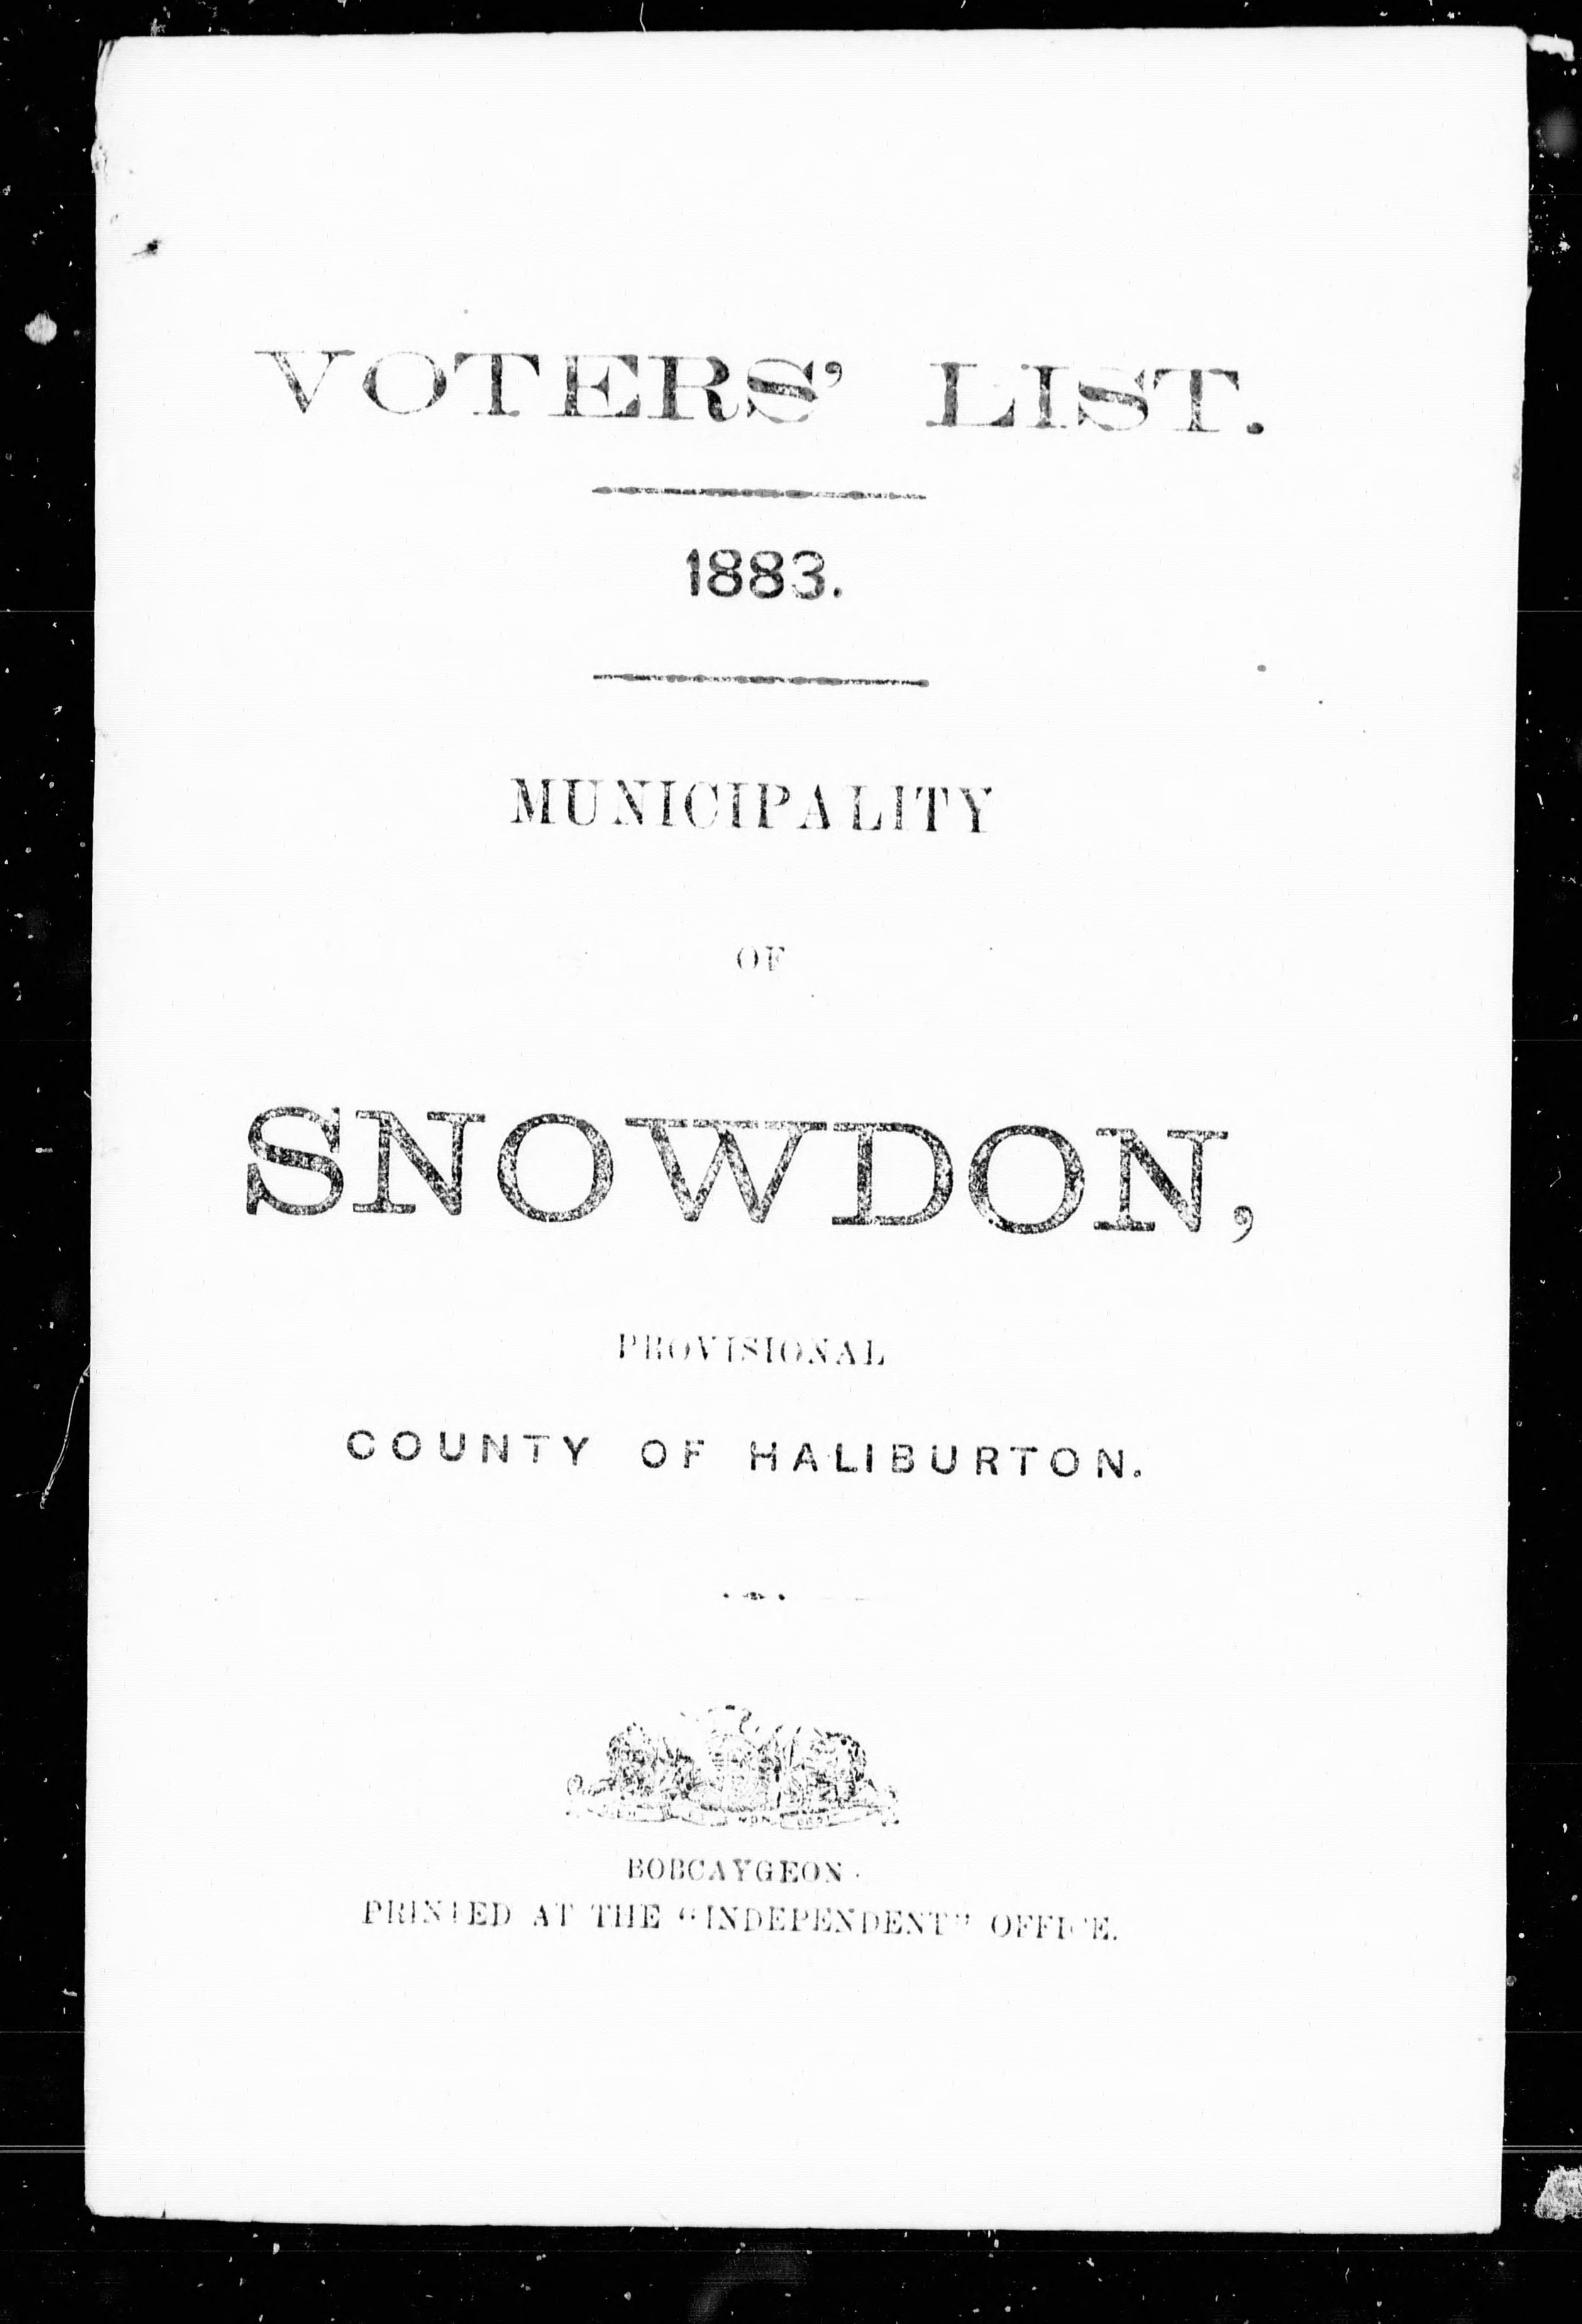 VOTERS' LIST.
1883.
MUNICIPALITY
OF
SNOWDON,
PROVISIONAL
COUNTY OF HALIBURTON.
BOBCAYGEON.
PRINTED AT THE "INDEPENDENT" OFFICE.